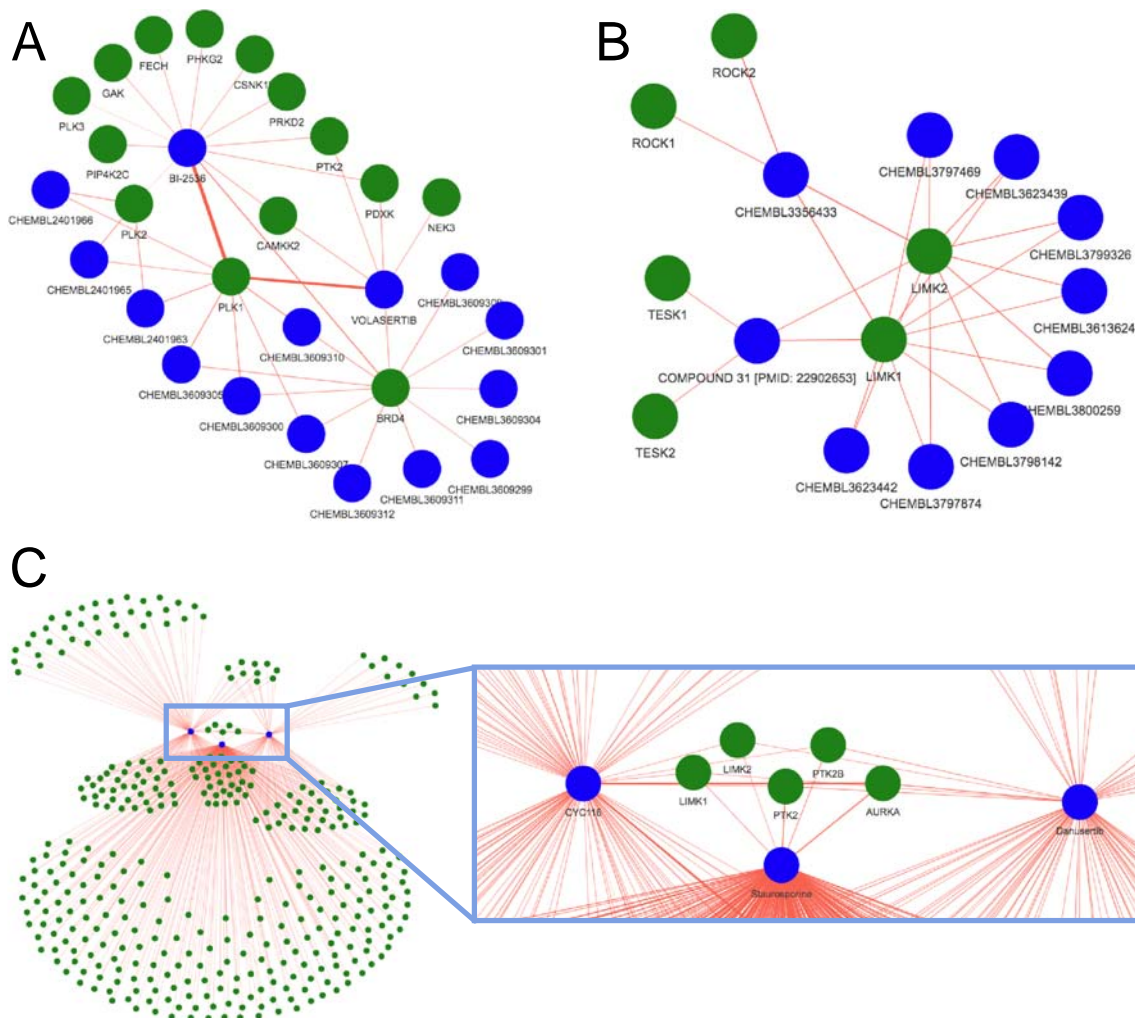 A
PHKG2
FECH
CSNK1
GAK
PRKD2
PLK3
PTK2
PIP4K2C
BI-2536
PDXK
CHEMBL2401966
NEK3
PLK2
CAMKK2
CHEMBL2401965
PLK1
VOLASERTIB
CHEMBL2401963
CHEMBL3609301
CHEMBL3609310
CHEMBL3609305
BRD4
CHEMBL3609304
CHEMBL3609300
CHEMBL3609307
CHEMBL3609299
CHEMBL3609311
CHEMBL3609312
B
ROCK2
ROCK1
CHEMBL3797469
CHEMBL3623439
CHEMBL3356433
CHEMBL3799326
LIMK2
TESK1
CHEMBL3613624
COMPOUND 31 [PMID: 22902653]
LIMK1
CHEMBL3800259
TESK2
CHEMBL3798142
CHEMBL3623442
CHEMBL3797874
C
LIMK2
PTK2B
LIMK1
CYC116
PTK2
AURKA
Danusertib
Staurosporine